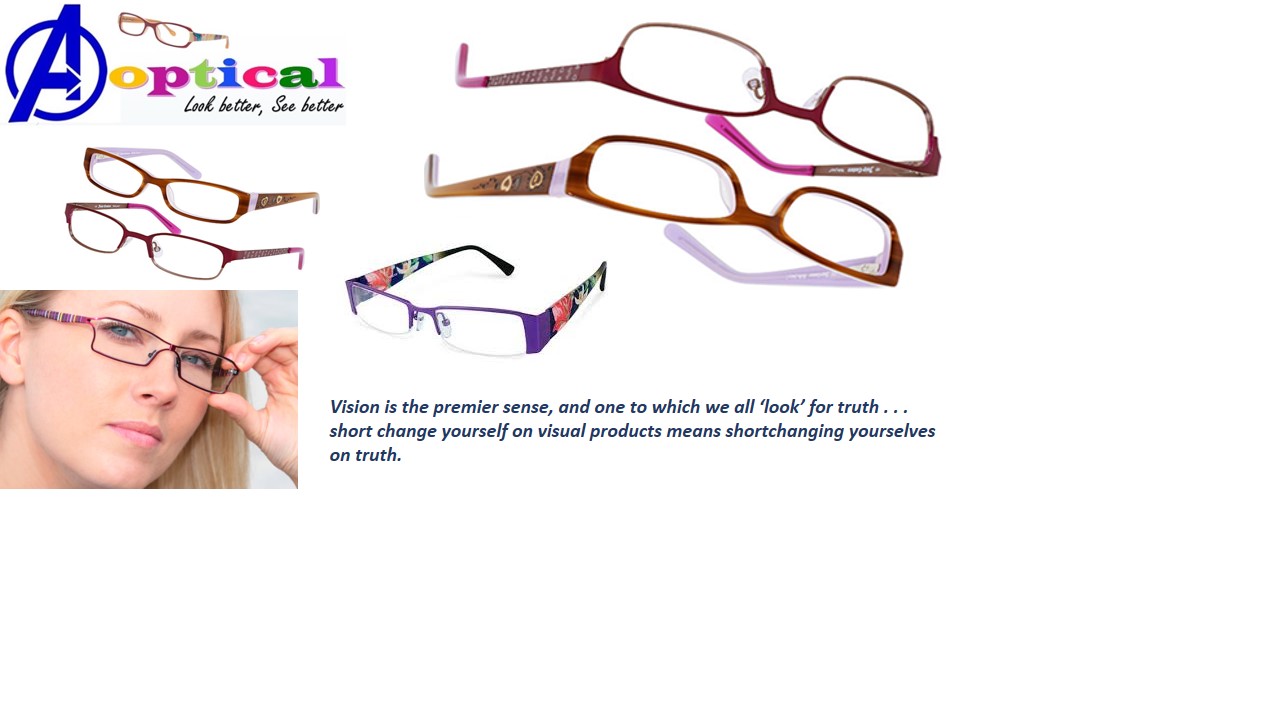 A optical
Look better, See better
Vision is the premier sense, and one to which we all ‘look’ for truth . . .
short change yourself on visual products means shortchanging yourselves
on truth.